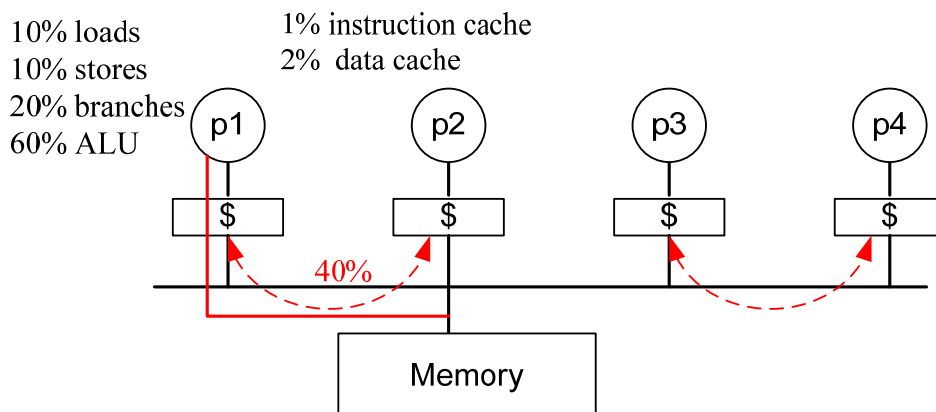 10% loads
10% stores
20% branches
60% ALU
1% instruction cache
2% data cache
p1
p2
p3
p4
$
$
$
$
40%
Memory